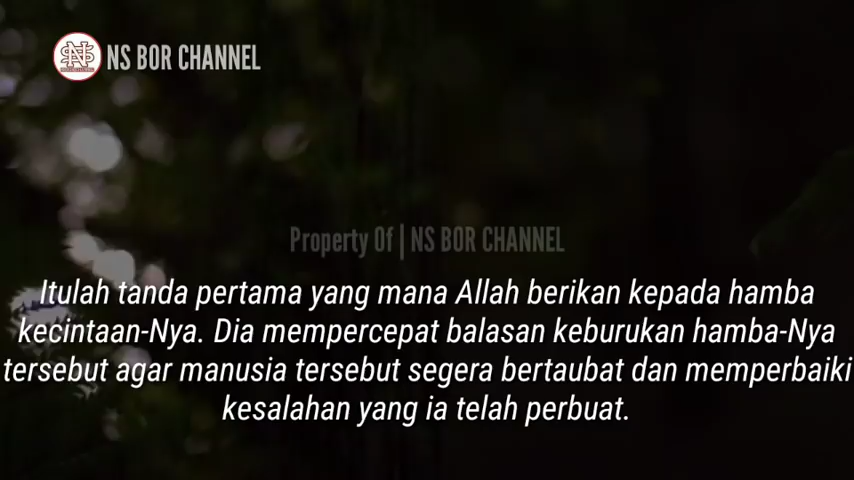 NS BOR CHANNEL
Property Of | NS BOR CHANNEL
Itulah tanda pertama yang mana Allah berikan kepada hamba
kecintaan-Nya. Dia mempercepat balasan keburukan hamba-Nya
tersebut agar manusia tersebut segera bertaubat dan memperbaiki
kesalahan yang ia telah perbuat.